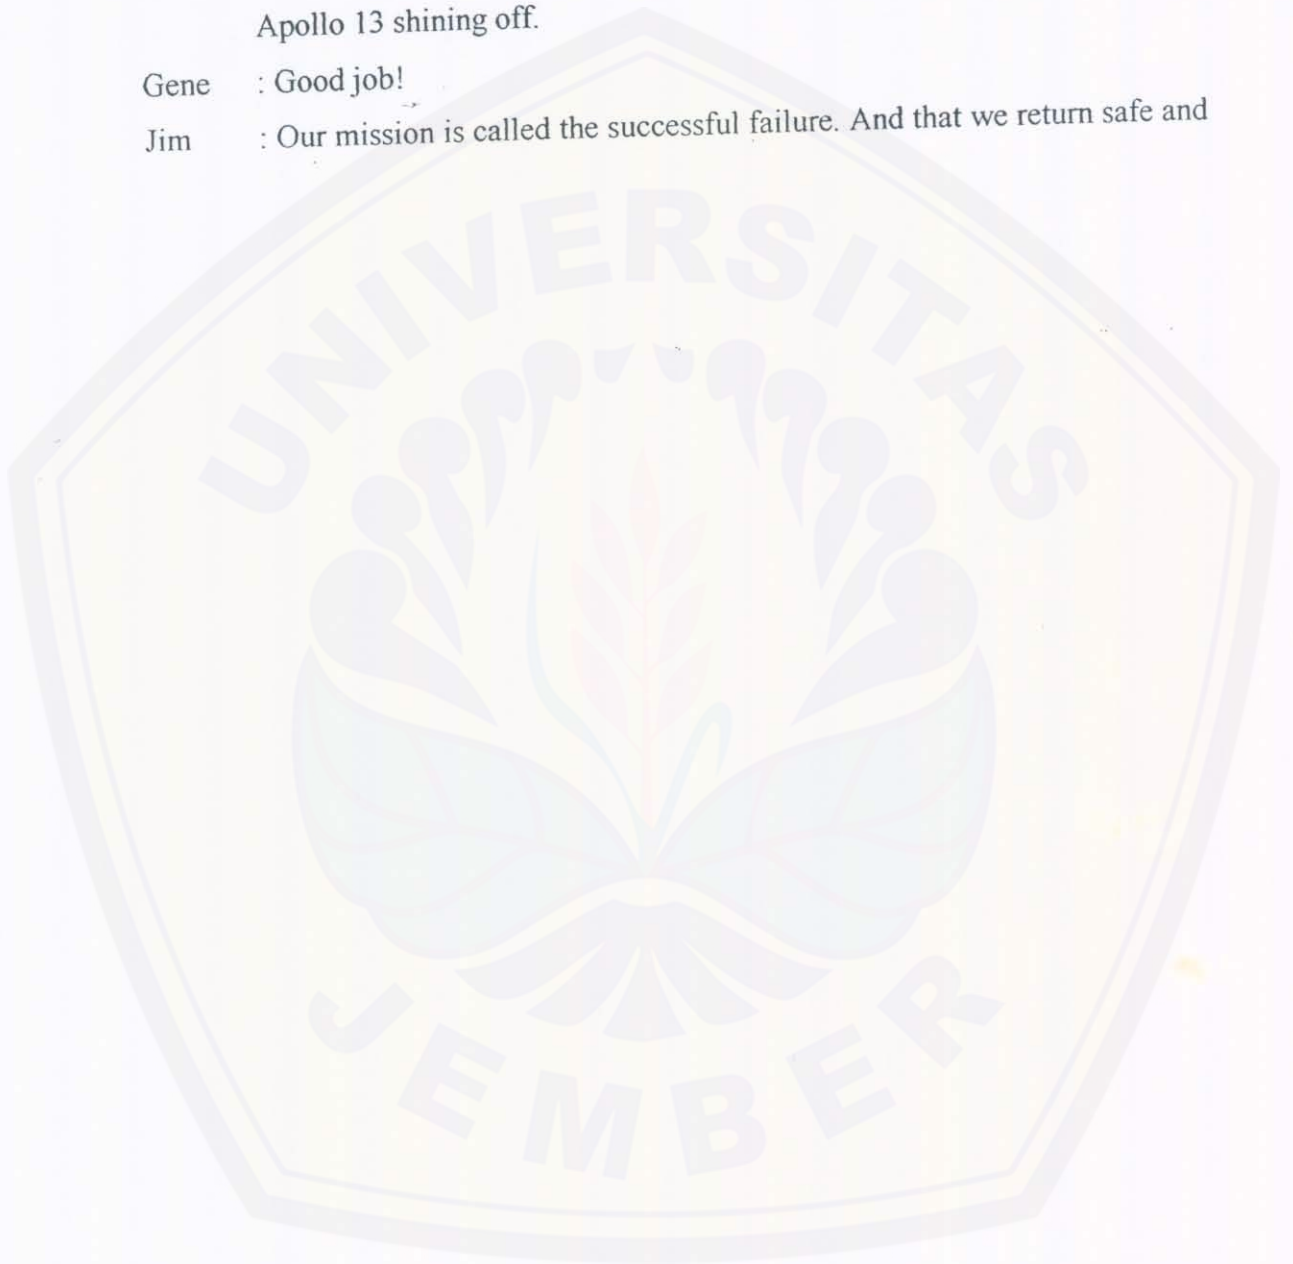 Apollo 13 shining off.
Gene : Good job!
Jim : Our mission is called the successful failure. And that we return safe and
UNIVERSITAS
JEMBER